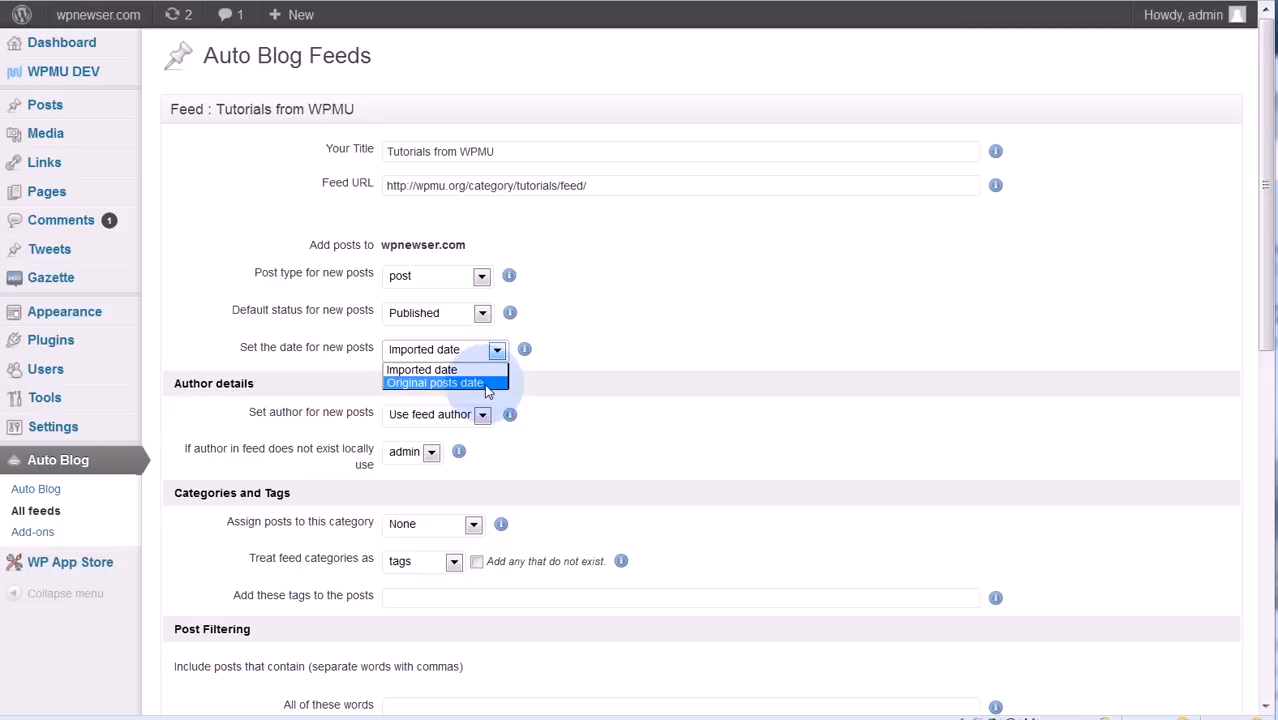 wpnewser.com 2 1 New Howdy, admin
Dashboard
WPMU DEV
Posts
Media
Links
Pages
Comments 1
Tweets
Gazette
Appearance
Plugins
Users
Tools
Settings
Auto Blog
Auto Blog
All feeds
Add-ons
WP App Store
Collapse menu
Auto Blog Feeds
Feed : Tutorials from WPMU
Your Title Tutorials from WPMU
Feed URL http://wpmu.org/category/tutorials/feed/
Add posts to wpnewser.com
Post type for new posts post
Default status for new posts Published
Set the date for new posts Imported date
Imported date
Original posts date
Author details
Set author for new posts Use feed author
If author in feed does not exist locally
use admin
Categories and Tags
Assign posts to this category None
Treat feed categories as tags Add any that do not exist.
Add these tags to the posts
Post Filtering
Include posts that contain (separate words with commas)
All of these words